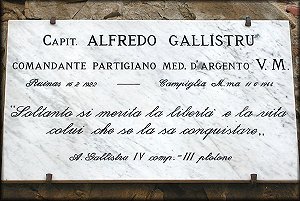 CAPIT. ALFREDO GALLISTRU'
COMANDANTE PARTIGIANO MED. D'ARGENTO V. M.
Ruinas 16 2 1922 Campiglia M.ma 11 6 1944
"Soltanto si merita la libertà e la vita
colui che se la sa conquistare,,
A. Gallistru IV comp.- III plotone